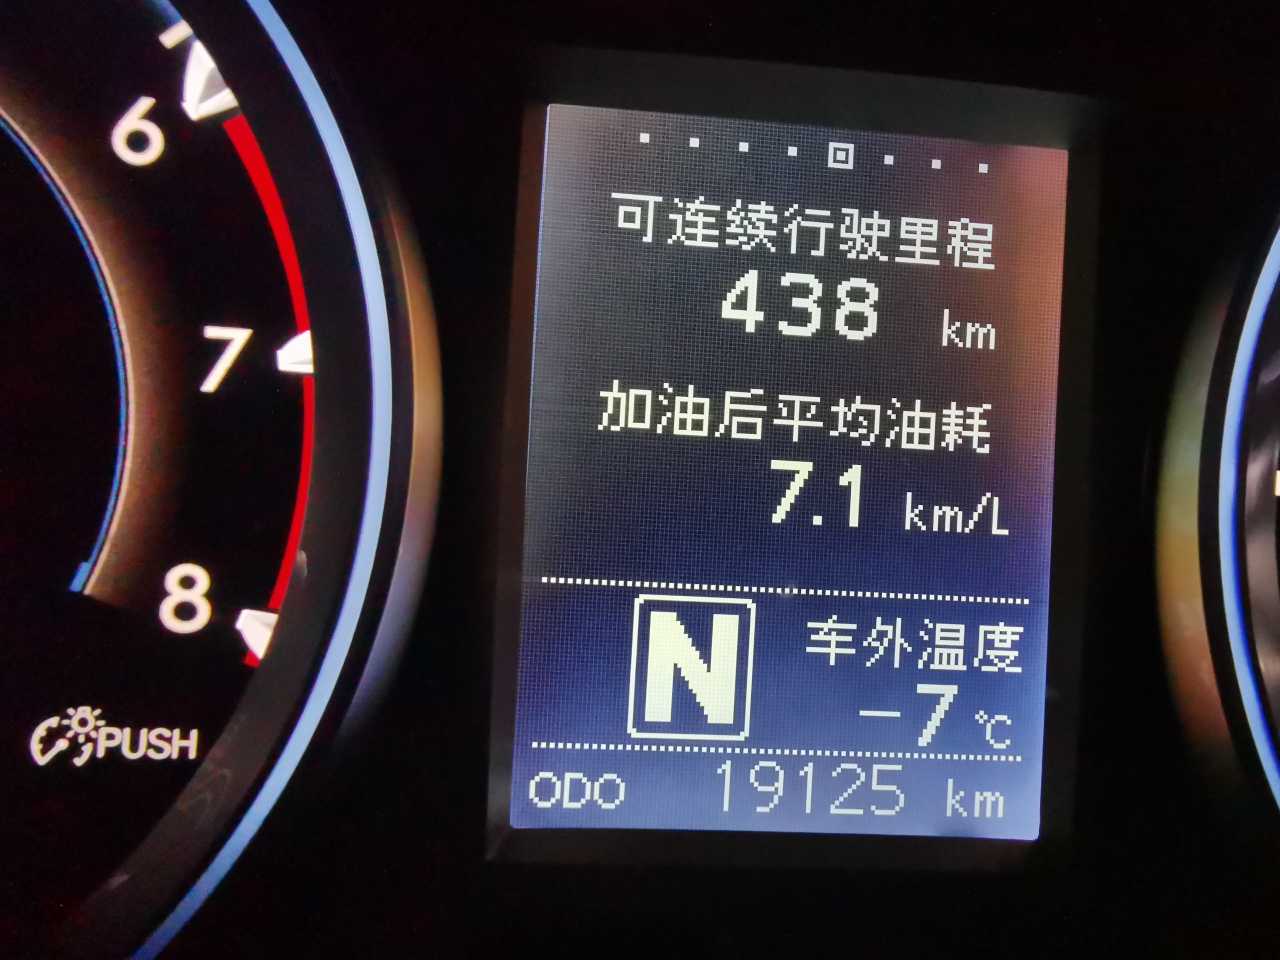 6
7
8
PUSH
可连续行驶里程
438 km
加油后平均油耗
7.1 km/L
N
车外温度
-7 ℃
ODO 19125 km